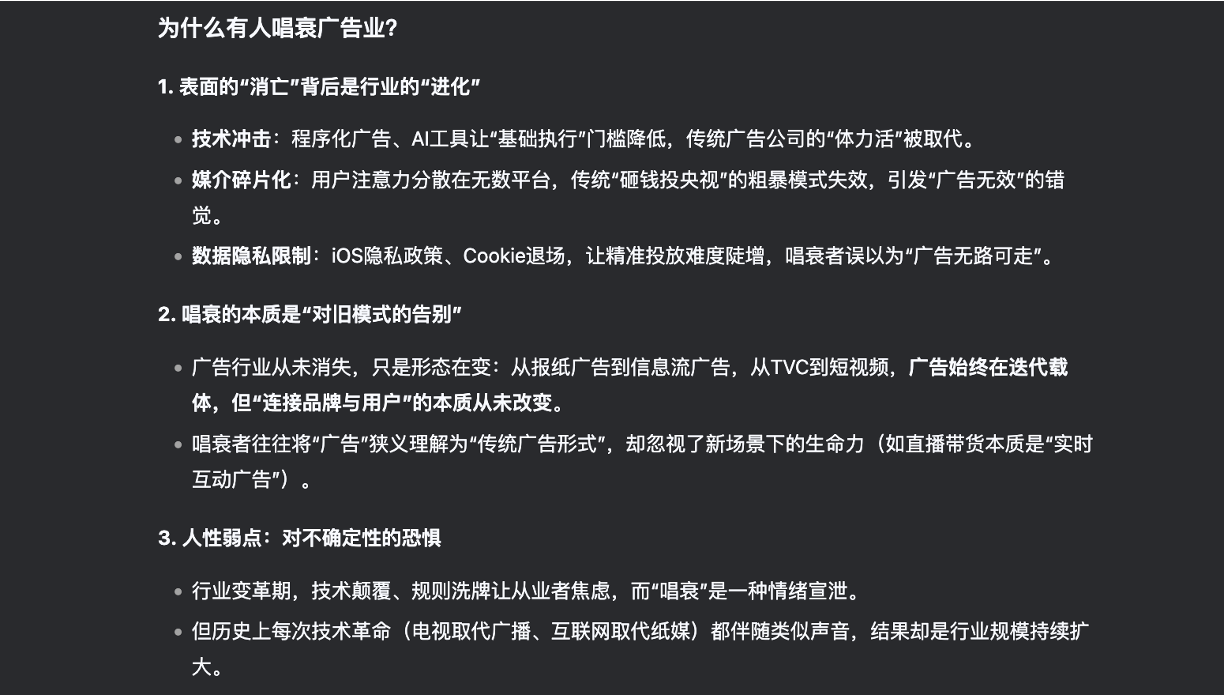 为什么有人唱衰广告业？
1. 表面的“消亡”背后是行业的“进化”
技术冲击：程序化广告、AI工具让“基础执行”门槛降低，传统广告公司的“体力活”被取代。
媒介碎片化：用户注意力分散在无数平台，传统“砸钱投央视”的粗暴模式失效，引发“广告无效”的错
觉。
数据隐私限制：iOS隐私政策、Cookie退场，让精准投放难度陡增，唱衰者误以为“广告无路可走”。
2. 唱衰的本质是“对旧模式的告别”
广告行业从未消失，只是形态在变：从报纸广告到信息流广告，从TVC到短视频，广告始终在迭代载
体，但“连接品牌与用户”的本质从未改变。
唱衰者往往将“广告”狭义理解为“传统广告形式”，却忽视了新场景下的生命力（如直播带货本质是“实时
互动广告”）。
3. 人性弱点：对不确定性的恐惧
行业变革期，技术颠覆、规则洗牌让从业者焦虑，而“唱衰”是一种情绪宣泄。
但历史上每次技术革命（电视取代广播、互联网取代纸媒）都伴随类似声音，结果却是行业规模持续扩
大。